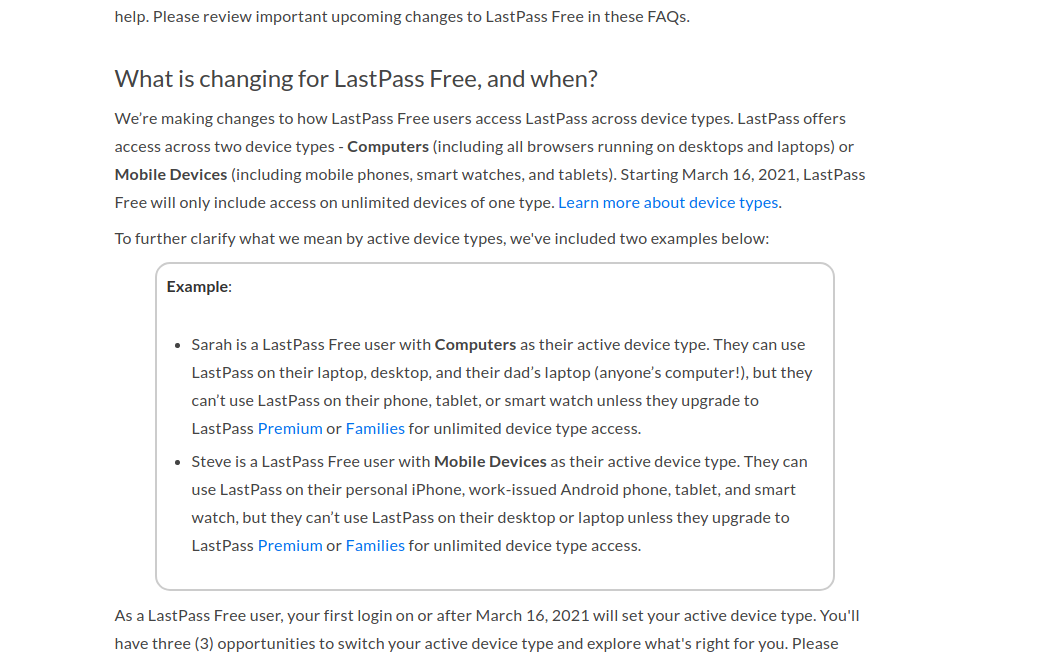 help. Please review important upcoming changes to LastPass Free in these FAQs.
What is changing for LastPass Free, and when?
We’re making changes to how LastPass Free users access LastPass across device types. LastPass offers
access across two device types - Computers (including all browsers running on desktops and laptops) or
Mobile Devices (including mobile phones, smart watches, and tablets). Starting March 16, 2021, LastPass
Free will only include access on unlimited devices of one type. Learn more about device types.
To further clarify what we mean by active device types, we've included two examples below:
Example:
• Sarah is a LastPass Free user with Computers as their active device type. They can use
LastPass on their laptop, desktop, and their dad’s laptop (anyone’s computer!), but they
can’t use LastPass on their phone, tablet, or smart watch unless they upgrade to
LastPass Premium or Families for unlimited device type access.
• Steve is a LastPass Free user with Mobile Devices as their active device type. They can
use LastPass on their personal iPhone, work-issued Android phone, tablet, and smart
watch, but they can’t use LastPass on their desktop or laptop unless they upgrade to
LastPass Premium or Families for unlimited device type access.
As a LastPass Free user, your first login on or after March 16, 2021 will set your active device type. You'll
have three (3) opportunities to switch your active device type and explore what's right for you. Please